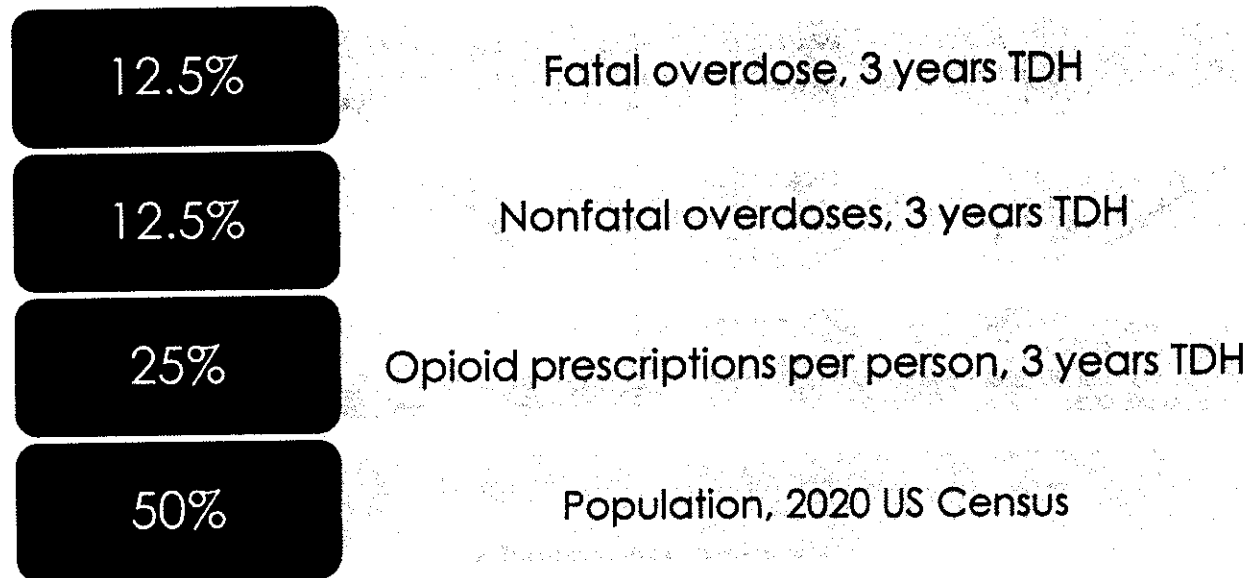 12.5%
Fatal overdose, 3 years TDH
12.5%
Nonfatal overdoses, 3 years TDH
25%
Opioid prescriptions per person, 3 years TDH
50%
Population, 2020 US Census